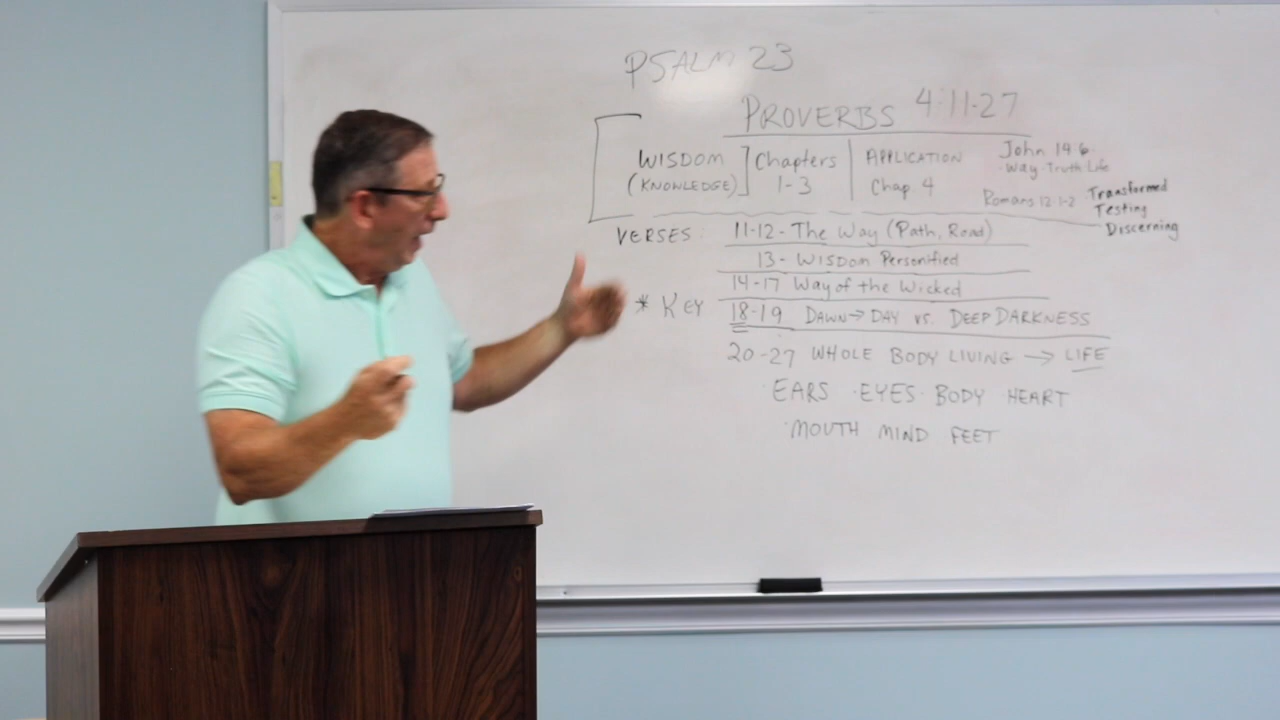 PSALM 23
PROVERBS 4:11-27
WISDOM (KNOWLEDGE)] Chapters 1-3 | APPLICATION Chap 4
John 14:6
·Way·Truth·Life
Romans 12:1-2 Transformed
Testing
Discerning
VERSES: 11-12- The Way (Path, Road)
13- WISDOM Personified
14-17 Way of the Wicked
* KEY 18-19 DAWN→DAY vs. DEEP DARKNESS
20-27 WHOLE BODY LIVING → LIFE
·EARS ·EYES· BODY HEART
·MOUTH MIND FEET